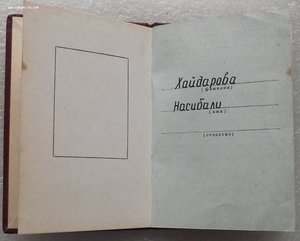 Хайдарова
(фамилия)
Насибали
(имя)
(отчество)